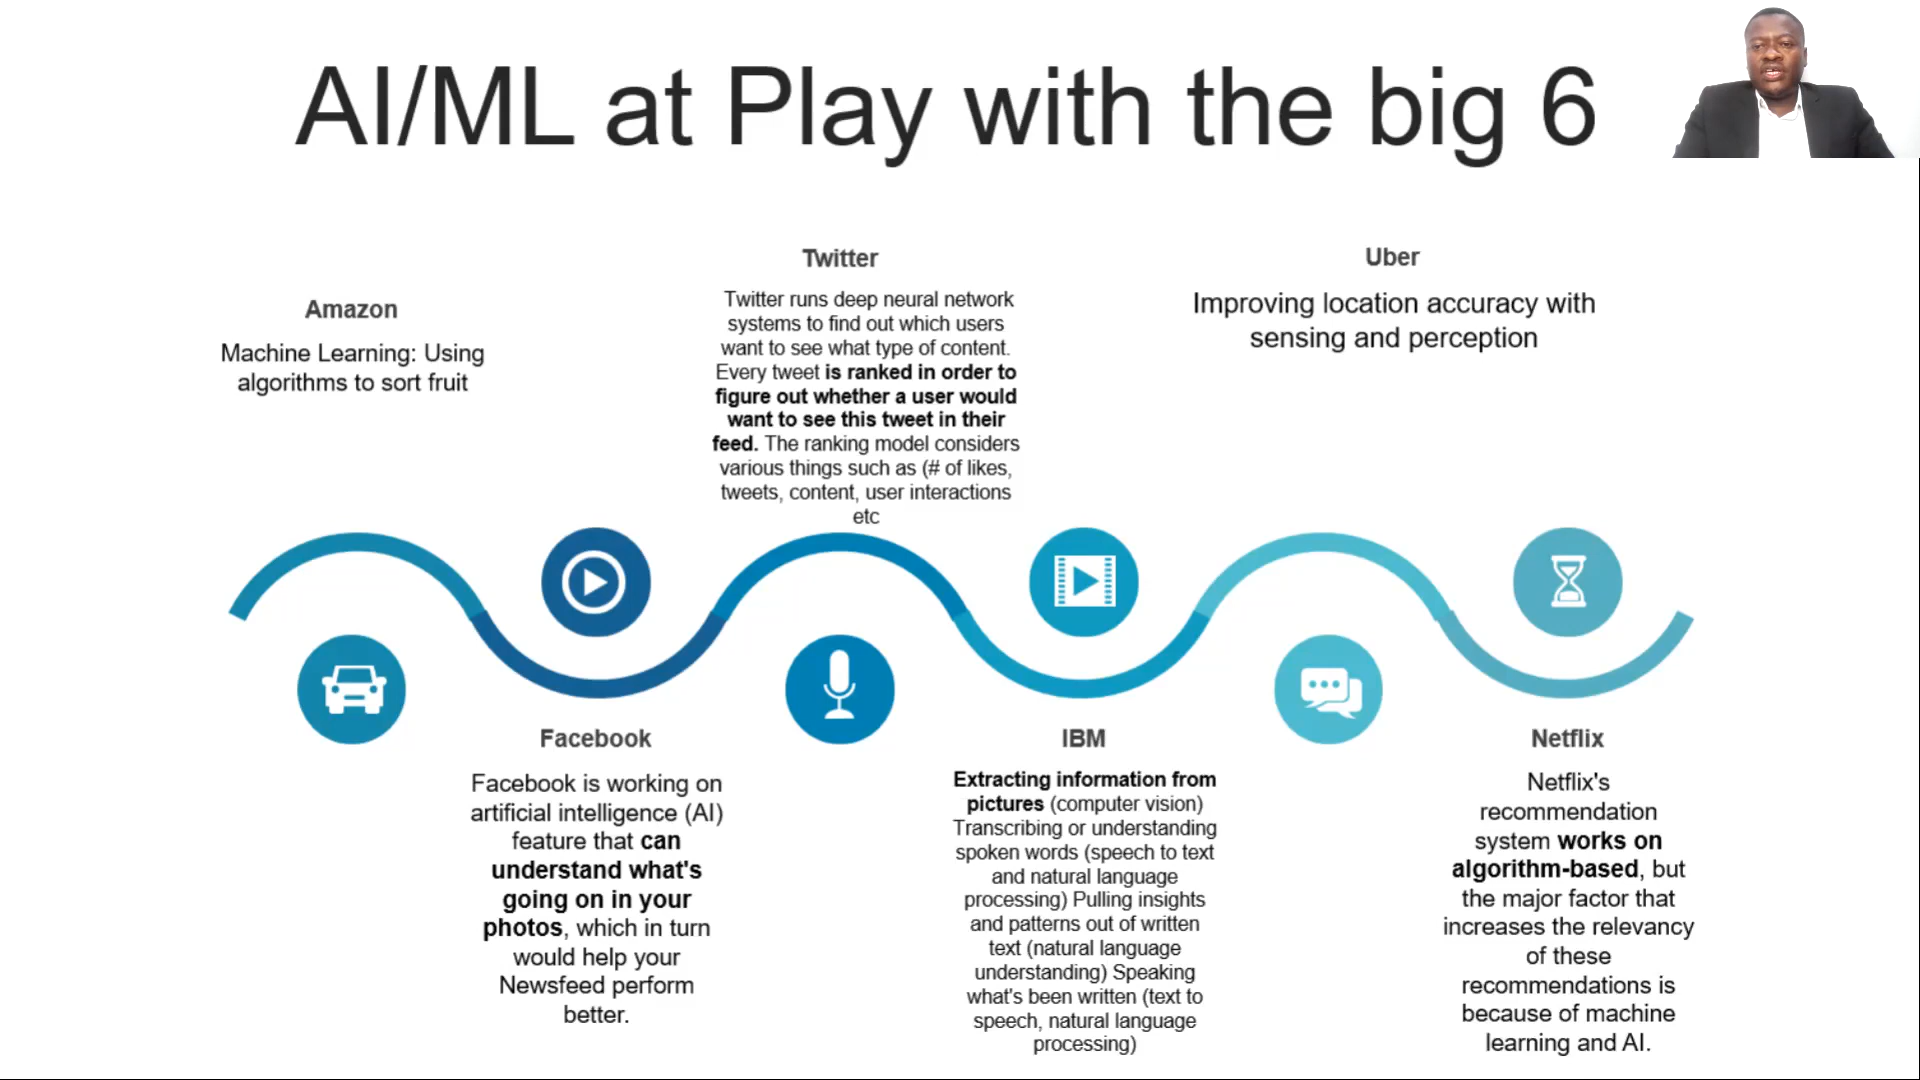 AI/ML at Play with the big 6
Amazon
Machine Learning: Using
algorithms to sort fruit
Twitter
Twitter runs deep neural network
systems to find out which users
want to see what type of content.
Every tweet is ranked in order to
figure out whether a user would
want to see this tweet in their
feed. The ranking model considers
various things such as (# of likes,
tweets, content, user interactions
etc
Uber
Improving location accuracy with
sensing and perception
Facebook
Facebook is working on
artificial intelligence (AI)
feature that can
understand what's
going on in your
photos, which in turn
would help your
Newsfeed perform
better.
IBM
Extracting information from
pictures (computer vision)
Transcribing or understanding
spoken words (speech to text
and natural language
processing) Pulling insights
and patterns out of written
text (natural language
understanding) Speaking
what's been written (text to
speech, natural language
processing)
Netflix
Netflix's
recommendation
system works on
algorithm-based, but
the major factor that
increases the relevancy
of these
recommendations is
because of machine
learning and AI.